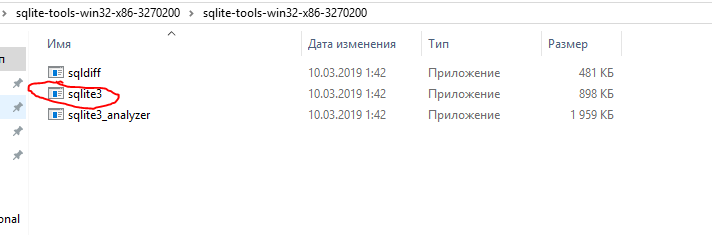 sqlite-tools-win32-x86-3270200 › sqlite-tools-win32-x86-3270200
Имя Дата изменения Тип Размер
п
sqldiff 10.03.2019 1:42 Приложение 481 КБ
sqlite3 10.03.2019 1:42 Приложение 898 КБ
sqlite3_analyzer 10.03.2019 1:42 Приложение 1 959 КБ
onal